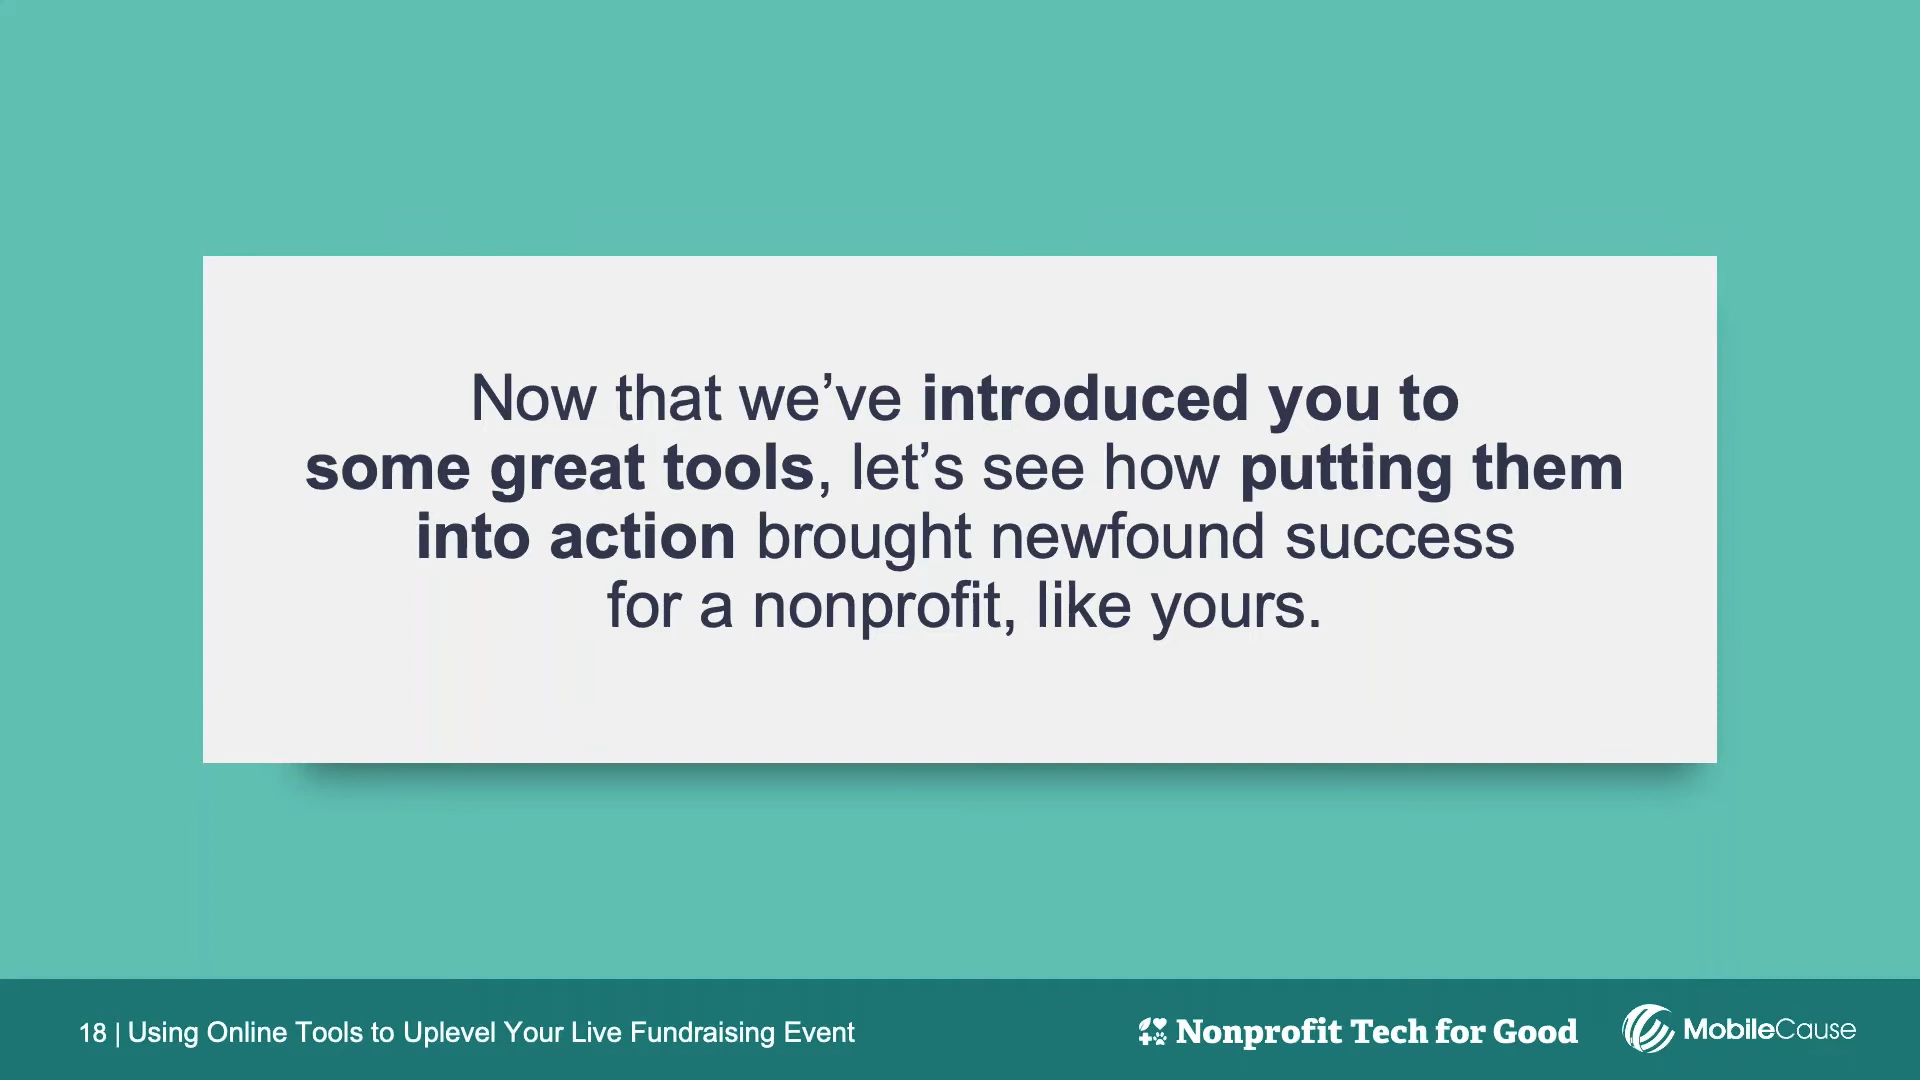 Now that we’ve introduced you to
some great tools, let’s see how putting them
into action brought newfound success
for a nonprofit, like yours.
18 | Using Online Tools to Uplevel Your Live Fundraising Event
Nonprofit Tech for Good
MobileCause